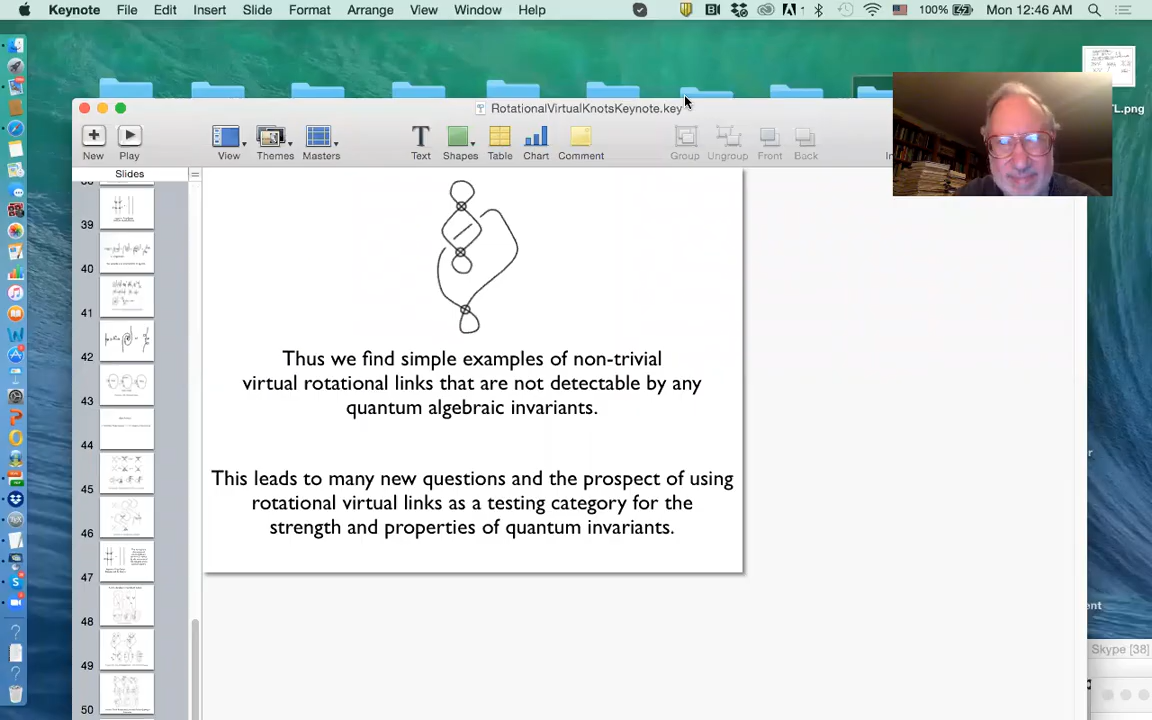 Keynote File Edit Insert Slide Format Arrange View Window Help 100% Mon 12:46 AM
RotationalVirtualKnotsKeynote.key
New Play View Themes Masters Text Shapes Table Chart Comment Group Ungroup Front Back
Slides
39
40
41
42
43
44
45
46
47
48
49
50
Thus we find simple examples of non-trivial
virtual rotational links that are not detectable by any
quantum algebraic invariants.
This leads to many new questions and the prospect of using
rotational virtual links as a testing category for the
strength and properties of quantum invariants.
TL.png
Skype [38]